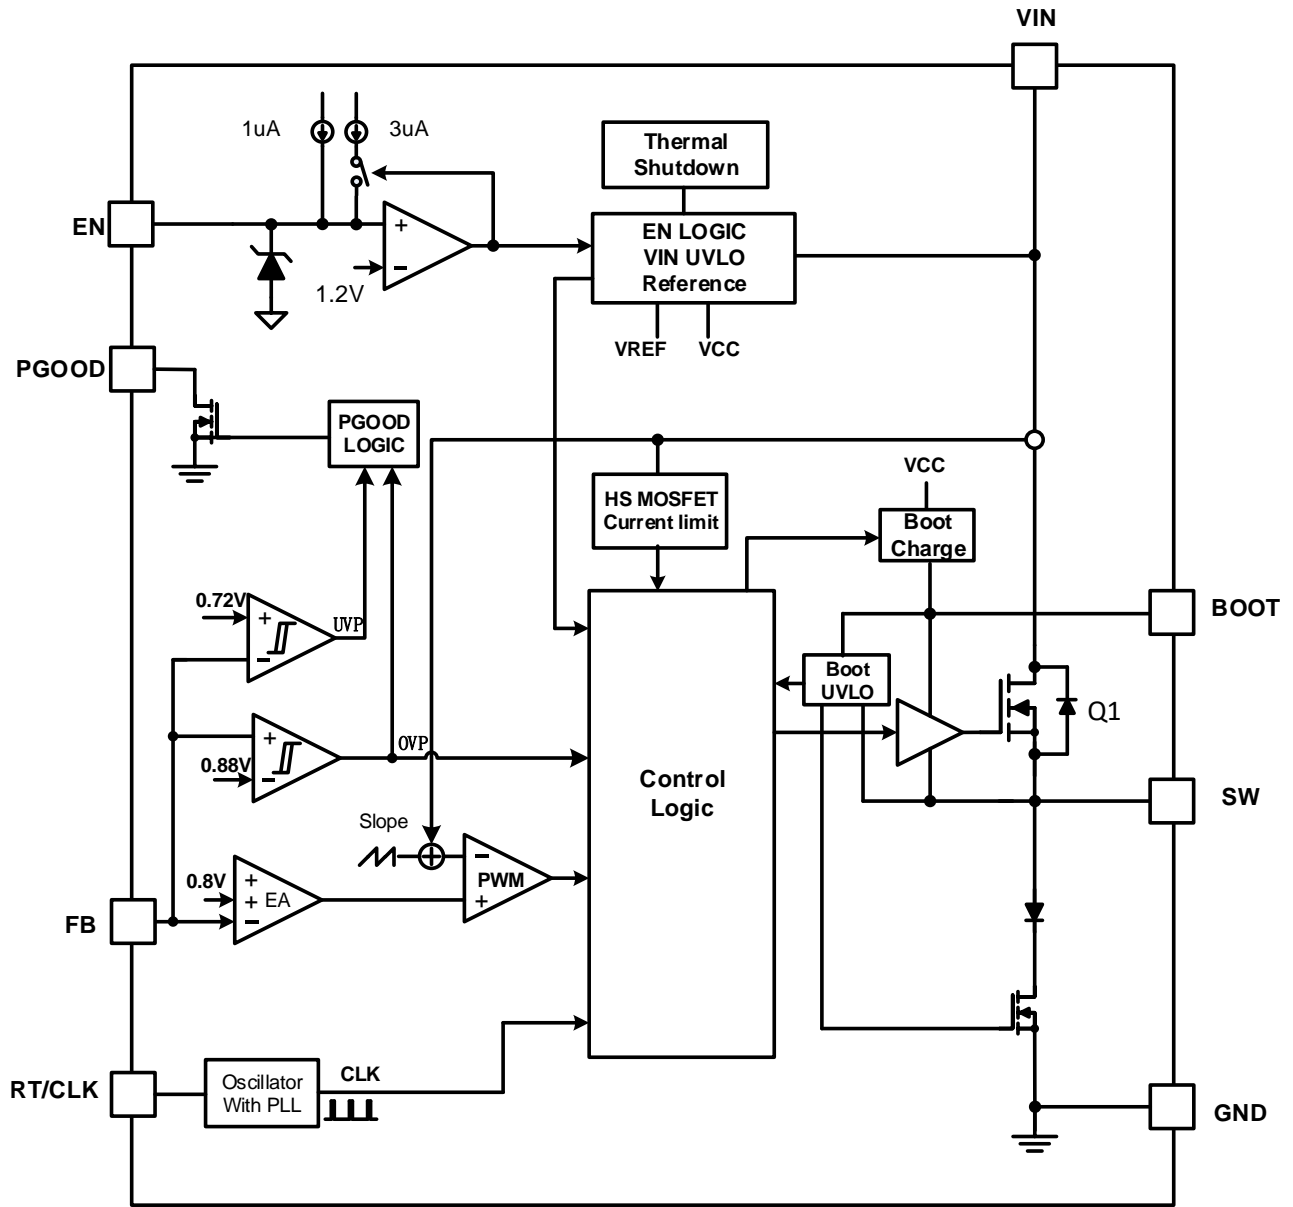 VIN
1uA
3uA
Thermal
Shutdown
EN
+
−
1.2V
EN LOGIC
VIN UVLO
Reference
VREF
VCC
PGOOD
PGOOD
LOGIC
VCC
HS MOSFET
Current limit
Boot
Charge
0.72V
+
−
UVP
BOOT
Boot
UVLO
Q1
+
0.88V
−
OVP
Control
Logic
SW
Slope
−
PWM
+
0.8V
+
+ EA
−
FB
RT/CLK
Oscillator
With PLL
CLK
GND